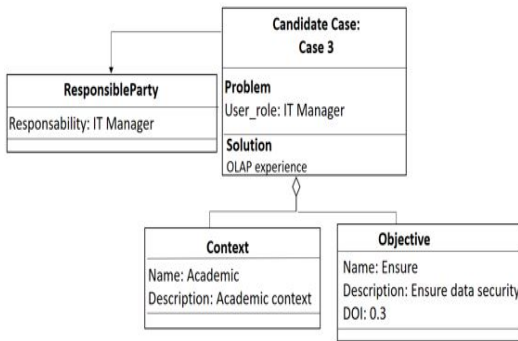 Candidate Case:
Case 3
Problem
User_role: IT Manager
Solution
OLAP experience
ResponsibleParty
Responsability: IT Manager
Context
Name: Academic
Description: Academic context
Objective
Name: Ensure
Description: Ensure data security
DOI: 0.3